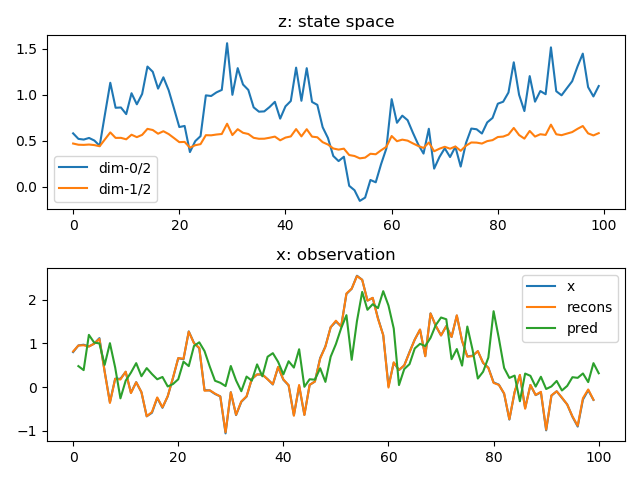 z: state space
1.5
1.0
0.5
0.0
dim-0/2
dim-1/2
0 20 40 60 80 100
x: observation
2
1
0
−1
x
recons
pred
0 20 40 60 80 100